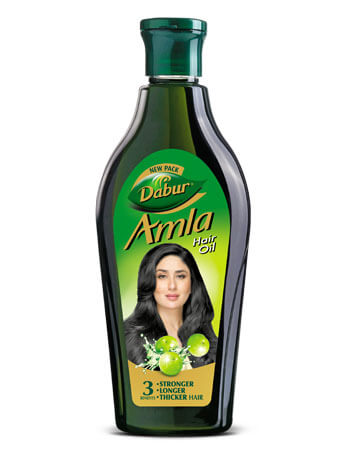 NEW PACK
Dabur®
Amla
Hair
Oil
3 BENEFITS
•STRONGER
•LONGER
•THICKER HAIR